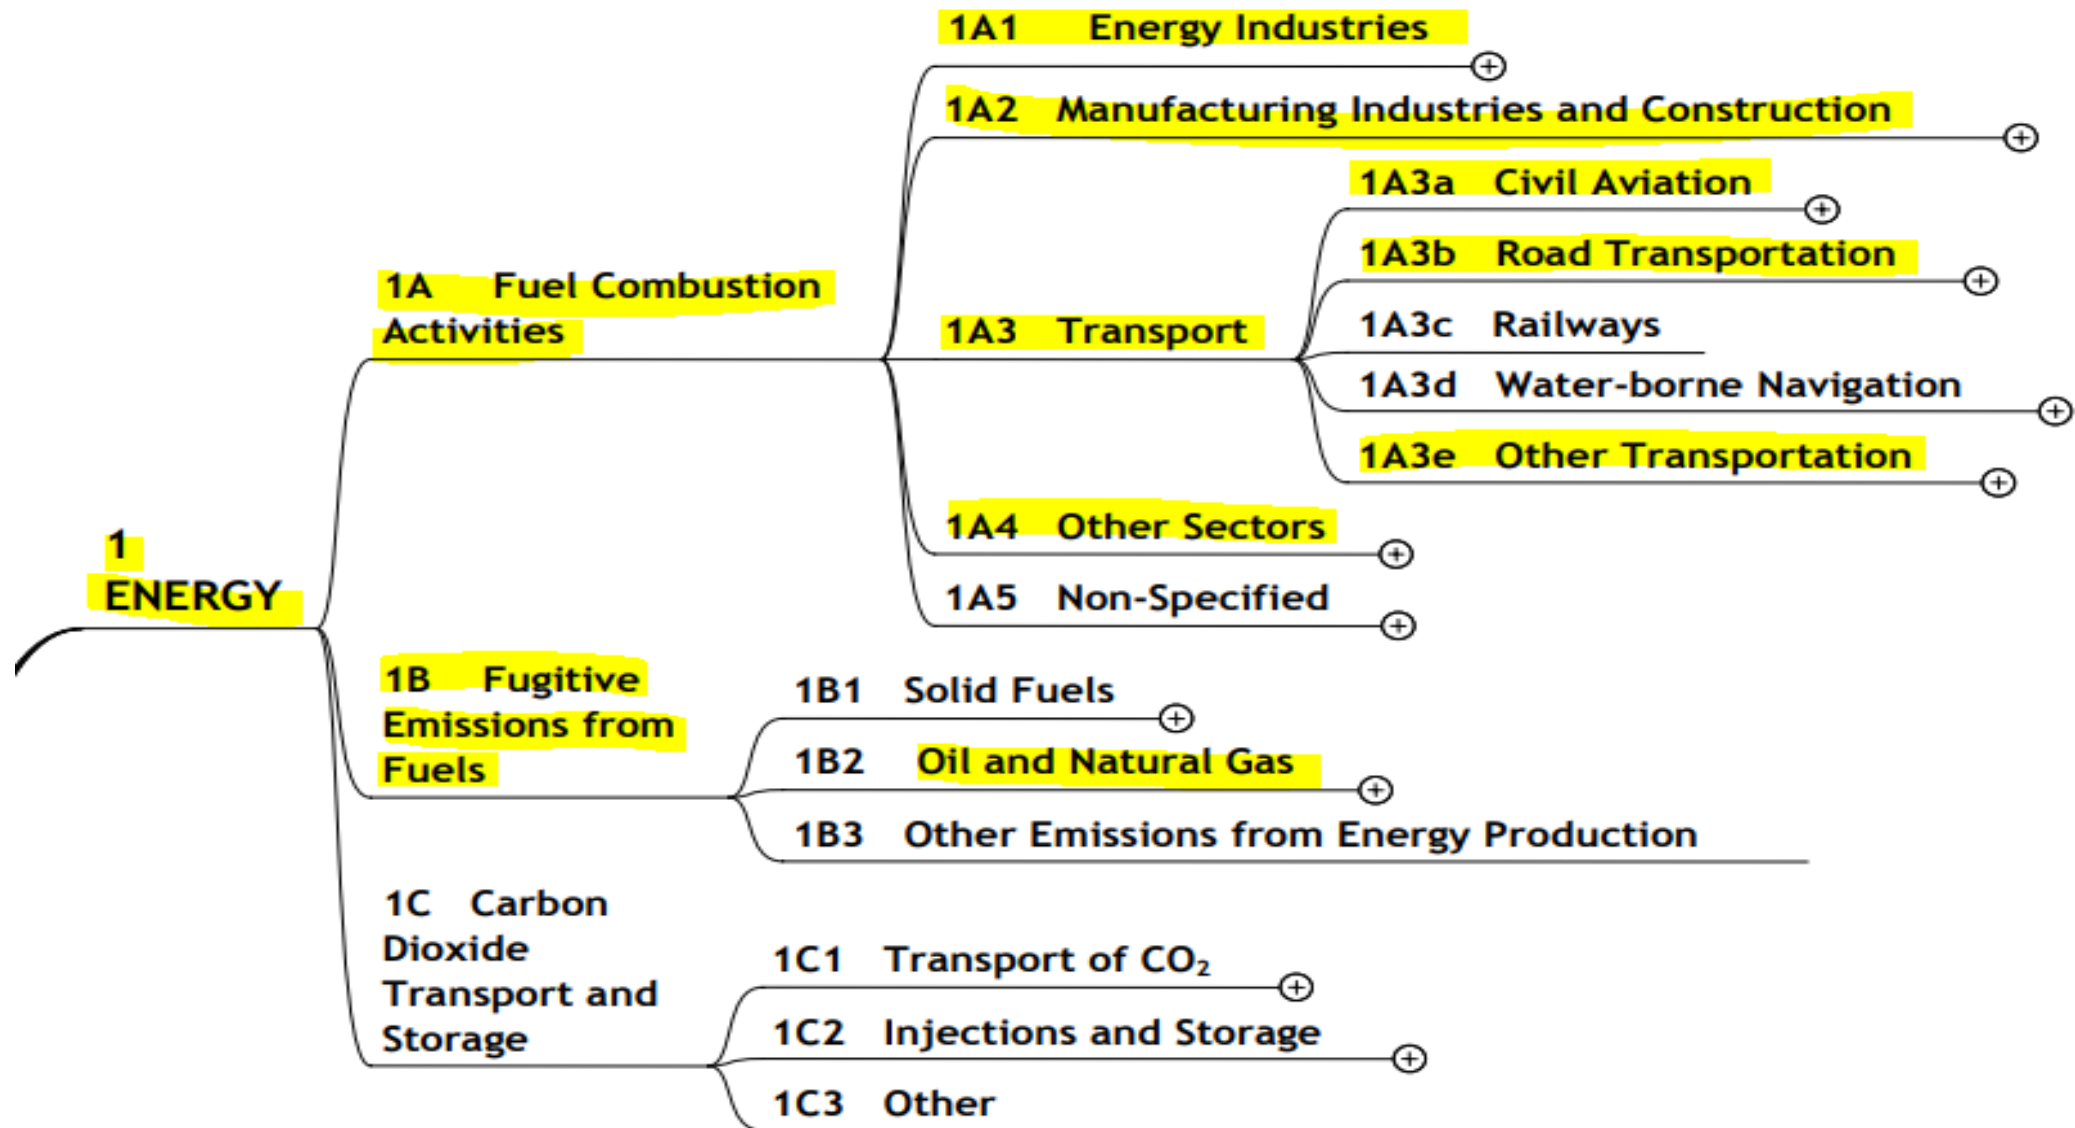 1A1 Energy Industries
1A2 Manufacturing Industries and Construction
1A3a Civil Aviation
1A3b Road Transportation
1A Fuel Combustion
Activities
1A3 Transport
1A3c Railways
1A3d Water-borne Navigation
1A3e Other Transportation
1A4 Other Sectors
1
ENERGY
1A5 Non-Specified
1B Fugitive
Emissions from
Fuels
1B1 Solid Fuels
1B2 Oil and Natural Gas
1B3 Other Emissions from Energy Production
1C Carbon
Dioxide
Transport and
Storage
1C1 Transport of CO₂
1C2 Injections and Storage
1C3 Other